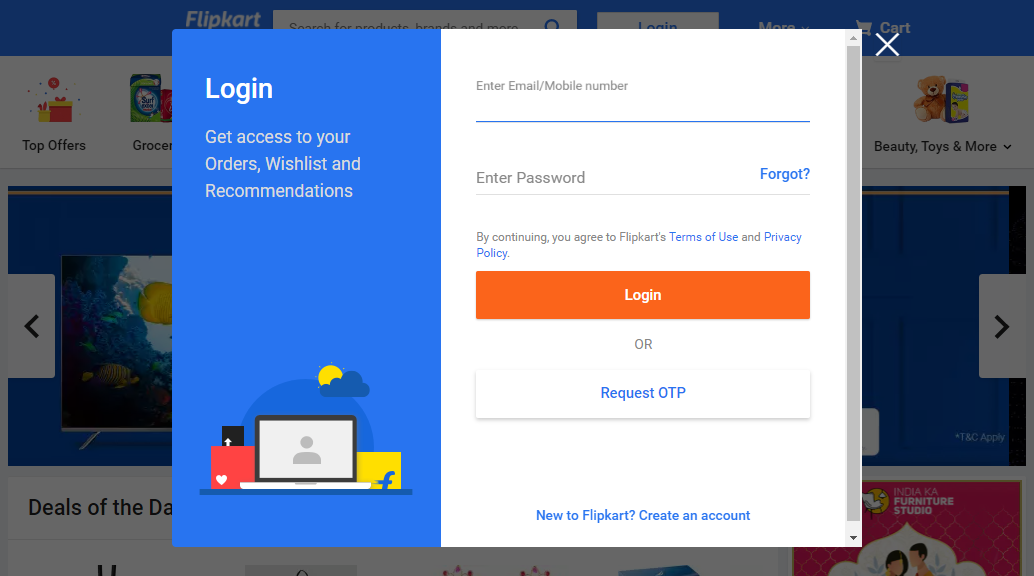 Flipkart
Search for products, brands and more
Login
More
Cart
Top Offers
Grocer
Beauty, Toys & More
Login
Get access to your
Orders, Wishlist and
Recommendations
Enter Email/Mobile number
Enter Password
Forgot?
By continuing, you agree to Flipkart's Terms of Use and Privacy
Policy.
Login
OR
Request OTP
New to Flipkart? Create an account
*T&C Apply
Deals of the Da
INDIA KA
FURNITURE
STUDIO